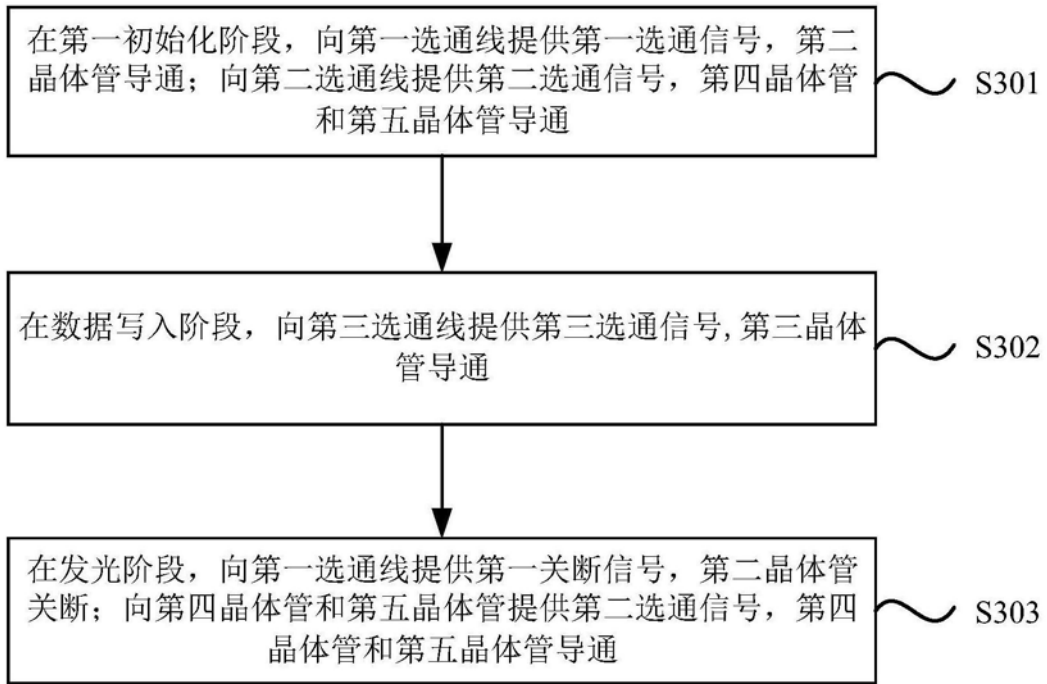 在第一初始化阶段，向第一选通线提供第一选通信号，第二
晶体管导通；向第二选通线提供第二选通信号，第四晶体管
和第五晶体管导通
S301
在数据写入阶段，向第三选通线提供第三选通信号,第三晶体
管导通
S302
在发光阶段，向第一选通线提供第一关断信号，第二晶体管
关断；向第四晶体管和第五晶体管提供第二选通信号，第四
晶体管和第五晶体管导通
S303